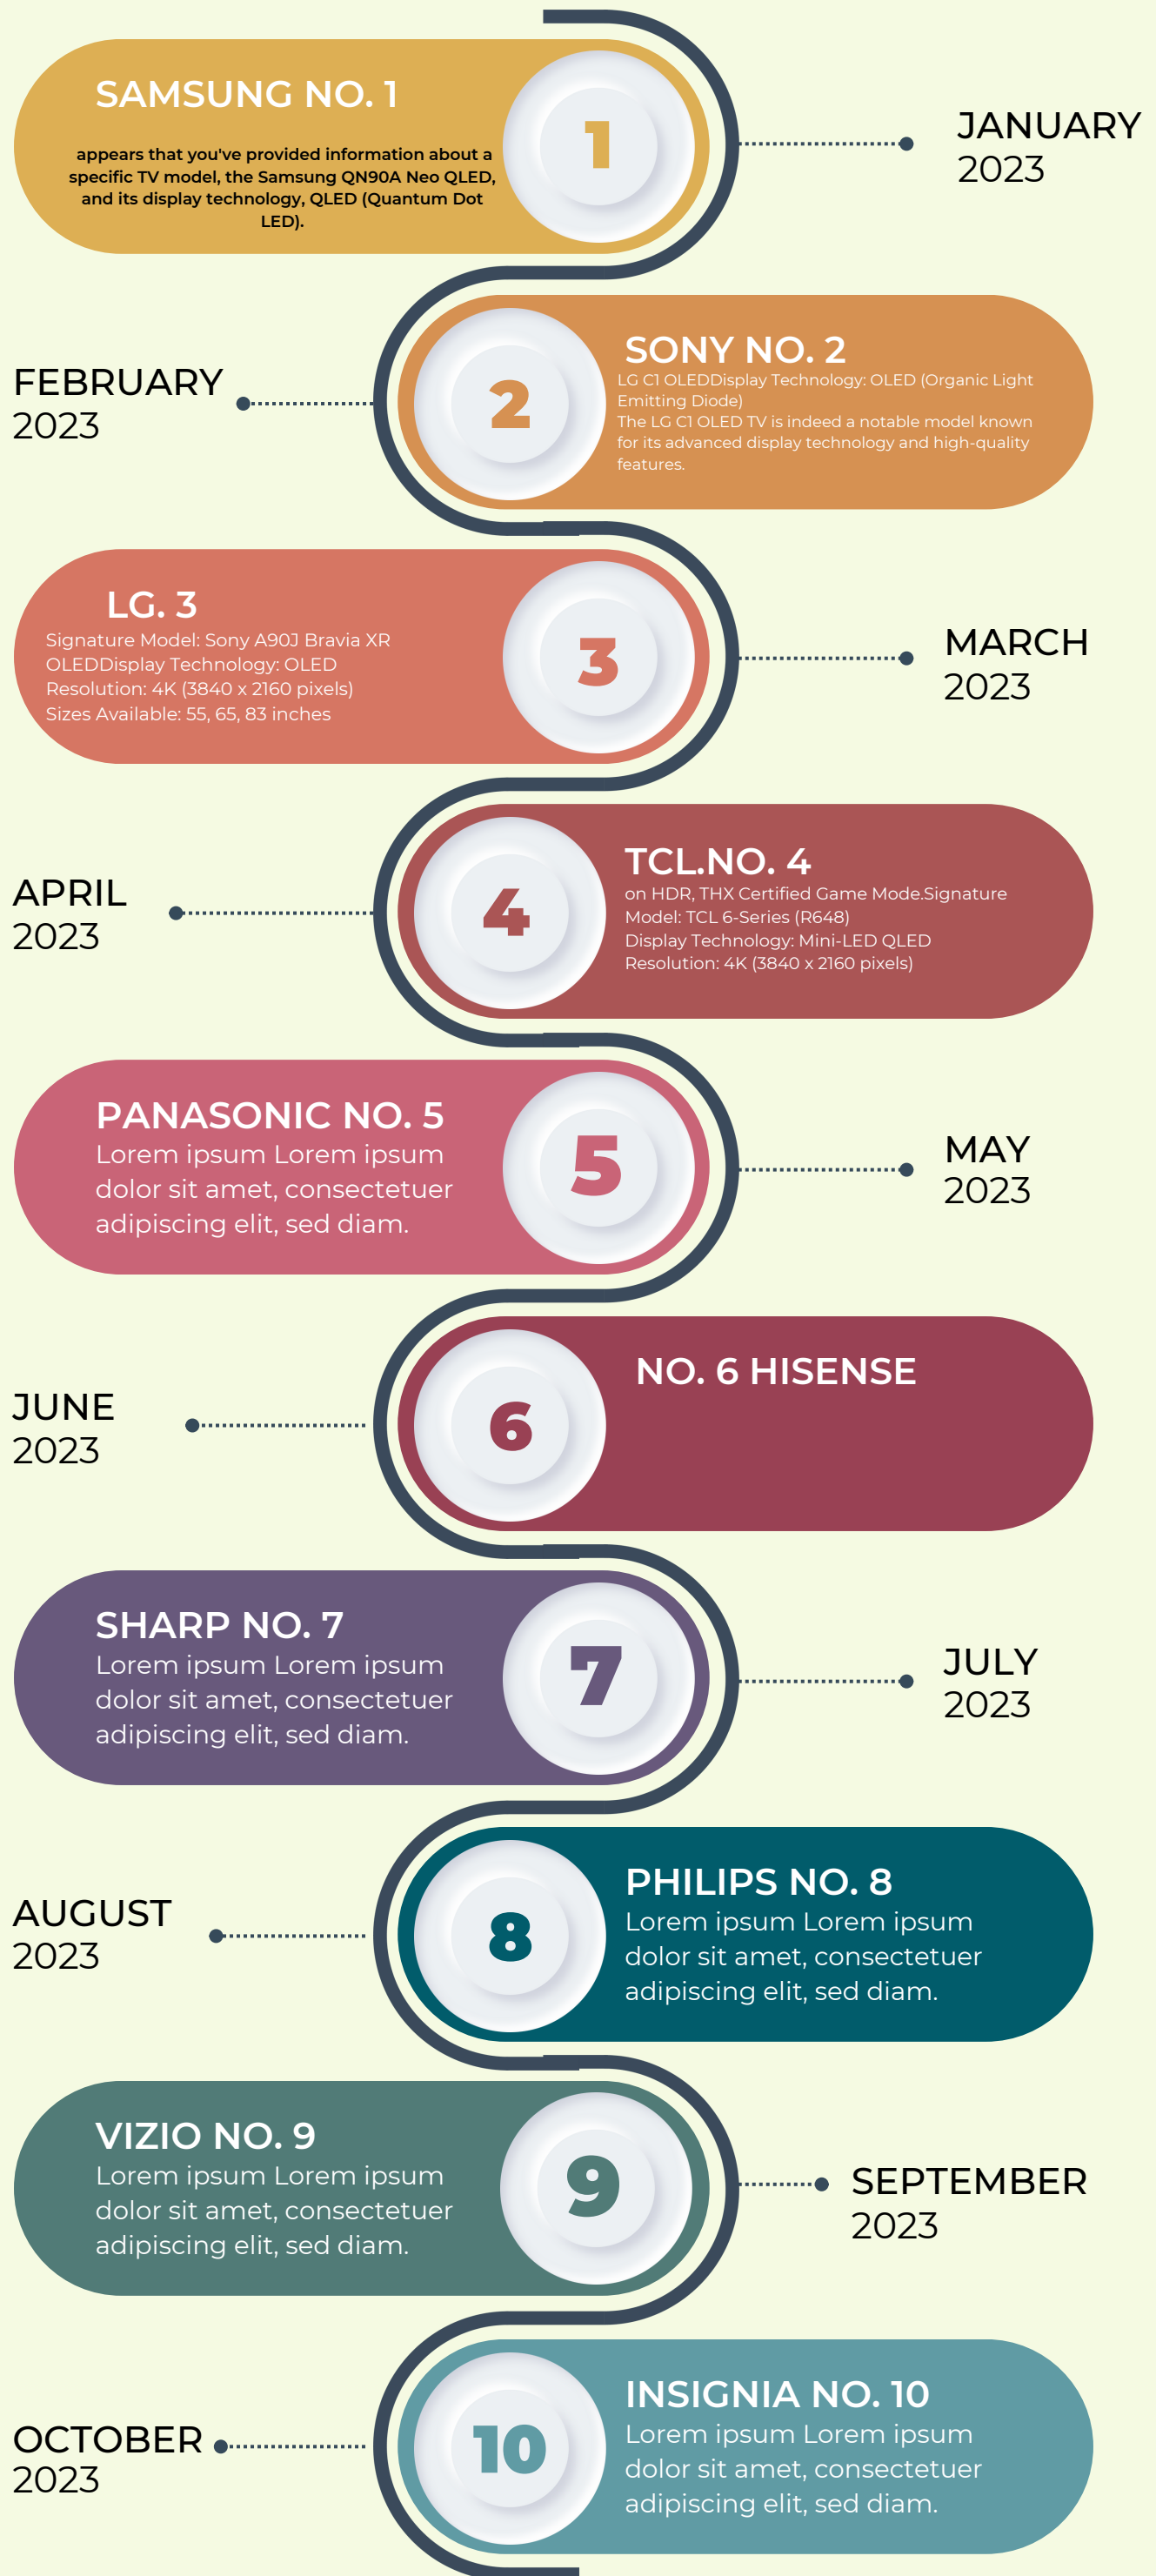 SAMSUNG NO. 1
appears that you've provided information about a
specific TV model, the Samsung QN90A Neo QLED,
and its display technology, QLED (Quantum Dot
LED).
1
JANUARY
2023
FEBRUARY
2023
2
SONY NO. 2
LG C1 OLEDDisplay Technology: OLED (Organic Light
Emitting Diode)
The LG C1 OLED TV is indeed a notable model known
for its advanced display technology and high-quality
features.
LG. 3
Signature Model: Sony A90J Bravia XR
OLEDDisplay Technology: OLED
Resolution: 4K (3840 x 2160 pixels)
Sizes Available: 55, 65, 83 inches
3
MARCH
2023
APRIL
2023
4
TCL.NO. 4
on HDR, THX Certified Game Mode.Signature
Model: TCL 6-Series (R648)
Display Technology: Mini-LED QLED
Resolution: 4K (3840 x 2160 pixels)
PANASONIC NO. 5
Lorem ipsum Lorem ipsum
dolor sit amet, consectetuer
adipiscing elit, sed diam.
5
MAY
2023
JUNE
2023
6
NO. 6 HISENSE
SHARP NO. 7
Lorem ipsum Lorem ipsum
dolor sit amet, consectetuer
adipiscing elit, sed diam.
7
JULY
2023
AUGUST
2023
8
PHILIPS NO. 8
Lorem ipsum Lorem ipsum
dolor sit amet, consectetuer
adipiscing elit, sed diam.
VIZIO NO. 9
Lorem ipsum Lorem ipsum
dolor sit amet, consectetuer
adipiscing elit, sed diam.
9
SEPTEMBER
2023
OCTOBER
2023
10
INSIGNIA NO. 10
Lorem ipsum Lorem ipsum
dolor sit amet, consectetuer
adipiscing elit, sed diam.